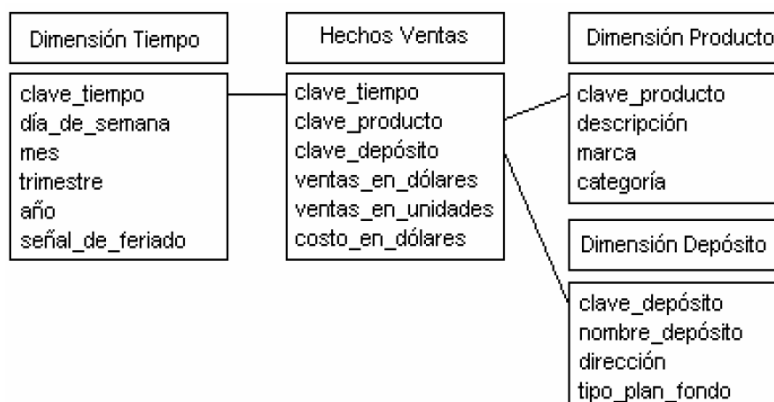 Dimensión Tiempo
clave_tiempo
día_de_semana
mes
trimestre
año
señal_de_feriado
Hechos Ventas
clave_tiempo
clave_producto
clave_depósito
ventas_en_dólares
ventas_en_unidades
costo_en_dólares
Dimensión Producto
clave_producto
descripción
marca
categoría
Dimensión Depósito
clave_depósito
nombre_depósito
dirección
tipo_plan_fondo